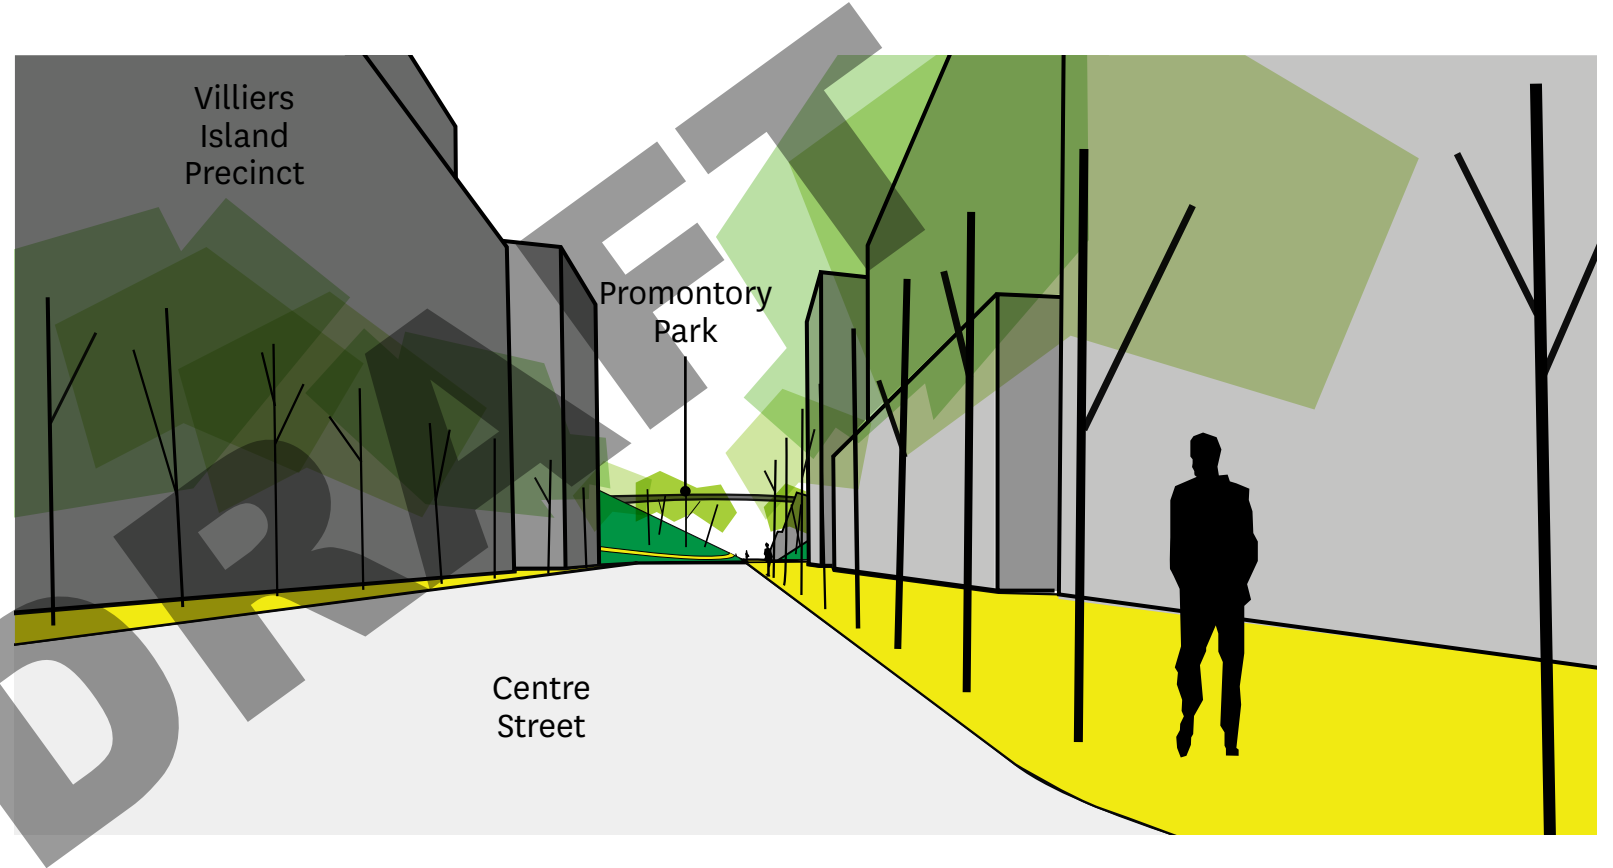 Villiers
Island
Precinct
Promontory
Park
Centre
Street
DRAFT